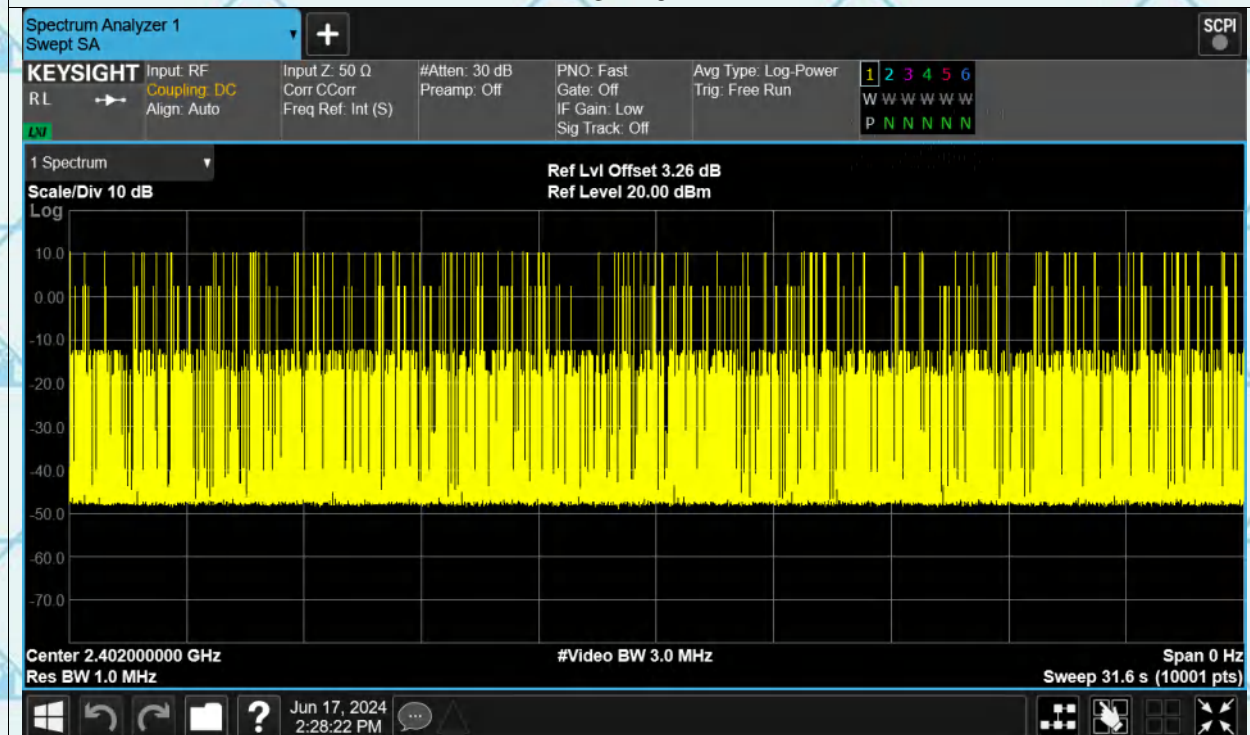 Spectrum Analyzer 1
Swept SA
+
SCPI
KEYSIGHT
RL
LXI
Input: RF
Coupling: DC
Align: Auto
Input Z: 50 Ω
Corr CCorr
Freq Ref: Int (S)
#Atten: 30 dB
Preamp: Off
PNO: Fast
Gate: Off
IF Gain: Low
Sig Track: Off
Avg Type: Log-Power
Trig: Free Run
1 2 3 4 5 6
W W W W W W
P N N N N N
1 Spectrum
Scale/Div 10 dB
Ref Lvl Offset 3.26 dB
Ref Level 20.00 dBm
Log
10.0
0.00
-10.0
-20.0
-30.0
-40.0
-50.0
-60.0
-70.0
Center 2.402000000 GHz
#Video BW 3.0 MHz
Span 0 Hz
Res BW 1.0 MHz
Sweep 31.6 s (10001 pts)
?
Jun 17, 2024
2:28:22 PM